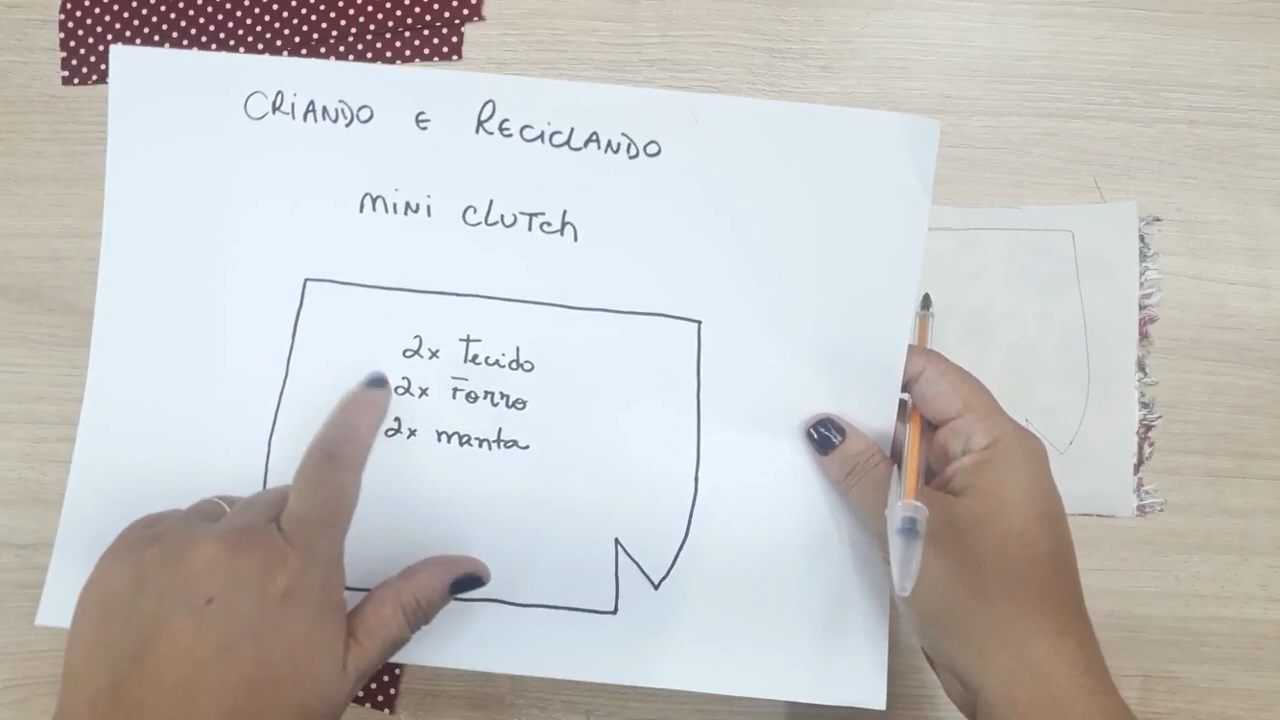 CRiANDO E RECiCLANDO
MiNi CLUTCh
2x Tecido
2x Forro
2x manta